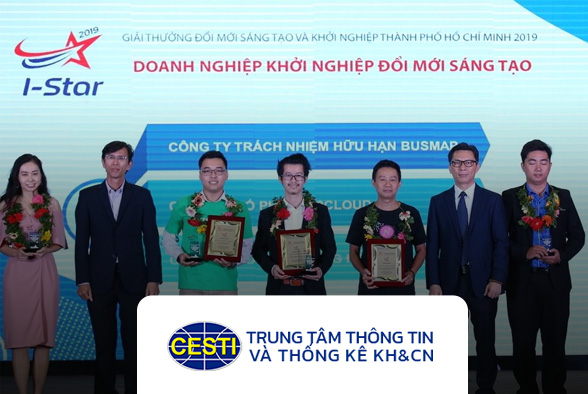 GIẢI THƯỞNG ĐỔI MỚI SÁNG TẠO VÀ KHỞI NGHIỆP THÀNH PHỐ HỒ CHÍ MINH 2019
2019
I-Star
DOANH NGHIỆP KHỞI NGHIỆP ĐỔI MỚI SÁNG TẠO
CÔNG TY TRÁCH NHIỆM HỮU HẠN BUSMAP
CESTI
TRUNG TÂM THÔNG TIN
VÀ THỐNG KÊ KH&CN